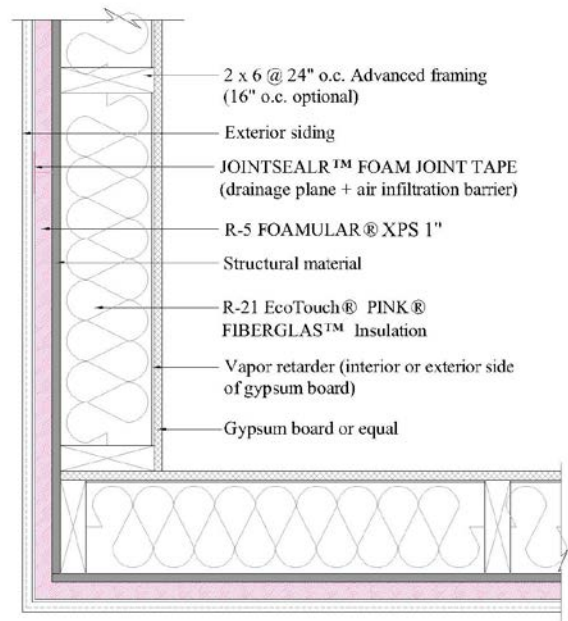 2 x 6 @ 24" o.c. Advanced framing
(16" o.c. optional)
Exterior siding
JOINTSEALR™ FOAM JOINT TAPE
(drainage plane + air infiltration barrier)
R-5 FOAMULAR® XPS 1"
Structural material
R-21 EcoTouch® PINK®
FIBERGLAS™ Insulation
Vapor retarder (interior or exterior side
of gypsum board)
Gypsum board or equal